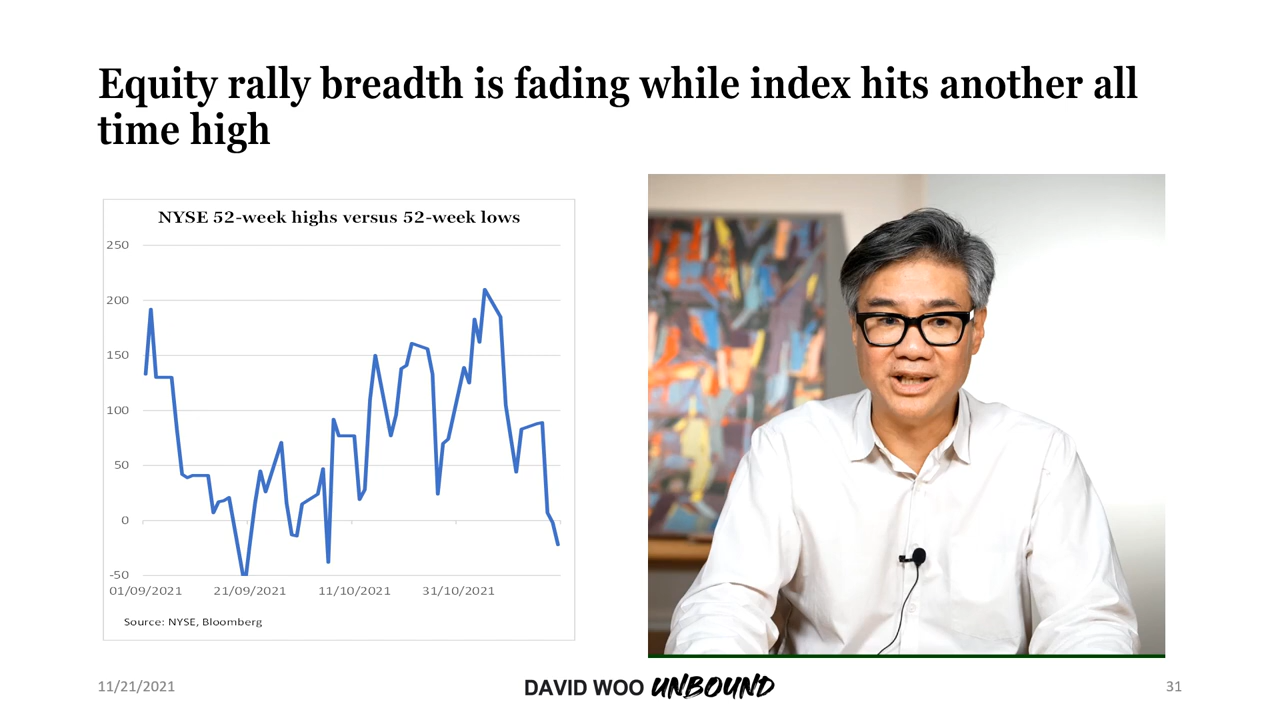 Equity rally breadth is fading while index hits another all
time high
NYSE 52-week highs versus 52-week lows
250
200
150
100
50
0
-50
01/09/2021 21/09/2021 11/10/2021 31/10/2021
Source: NYSE, Bloomberg
11/21/2021 DAVID WOO UNBOUND 31